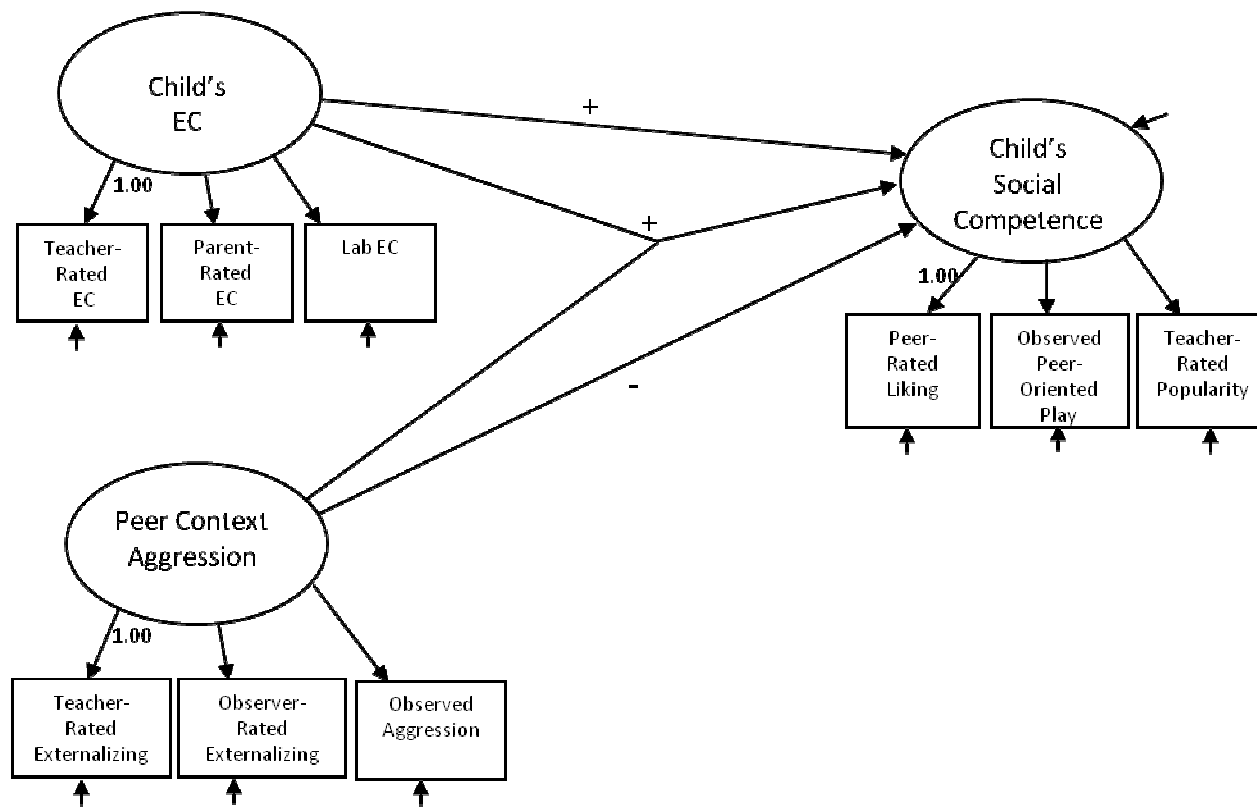 Child's
EC
+
Child's
Social
Competence
1.00
+
Teacher-
Rated
EC
Parent-
Rated
EC
Lab EC
1.00
Peer-
Rated
Liking
Observed
Peer-
Oriented
Play
Teacher-
Rated
Popularity
-
Peer Context
Aggression
1.00
Teacher-
Rated
Externalizing
Observer-
Rated
Externalizing
Observed
Aggression